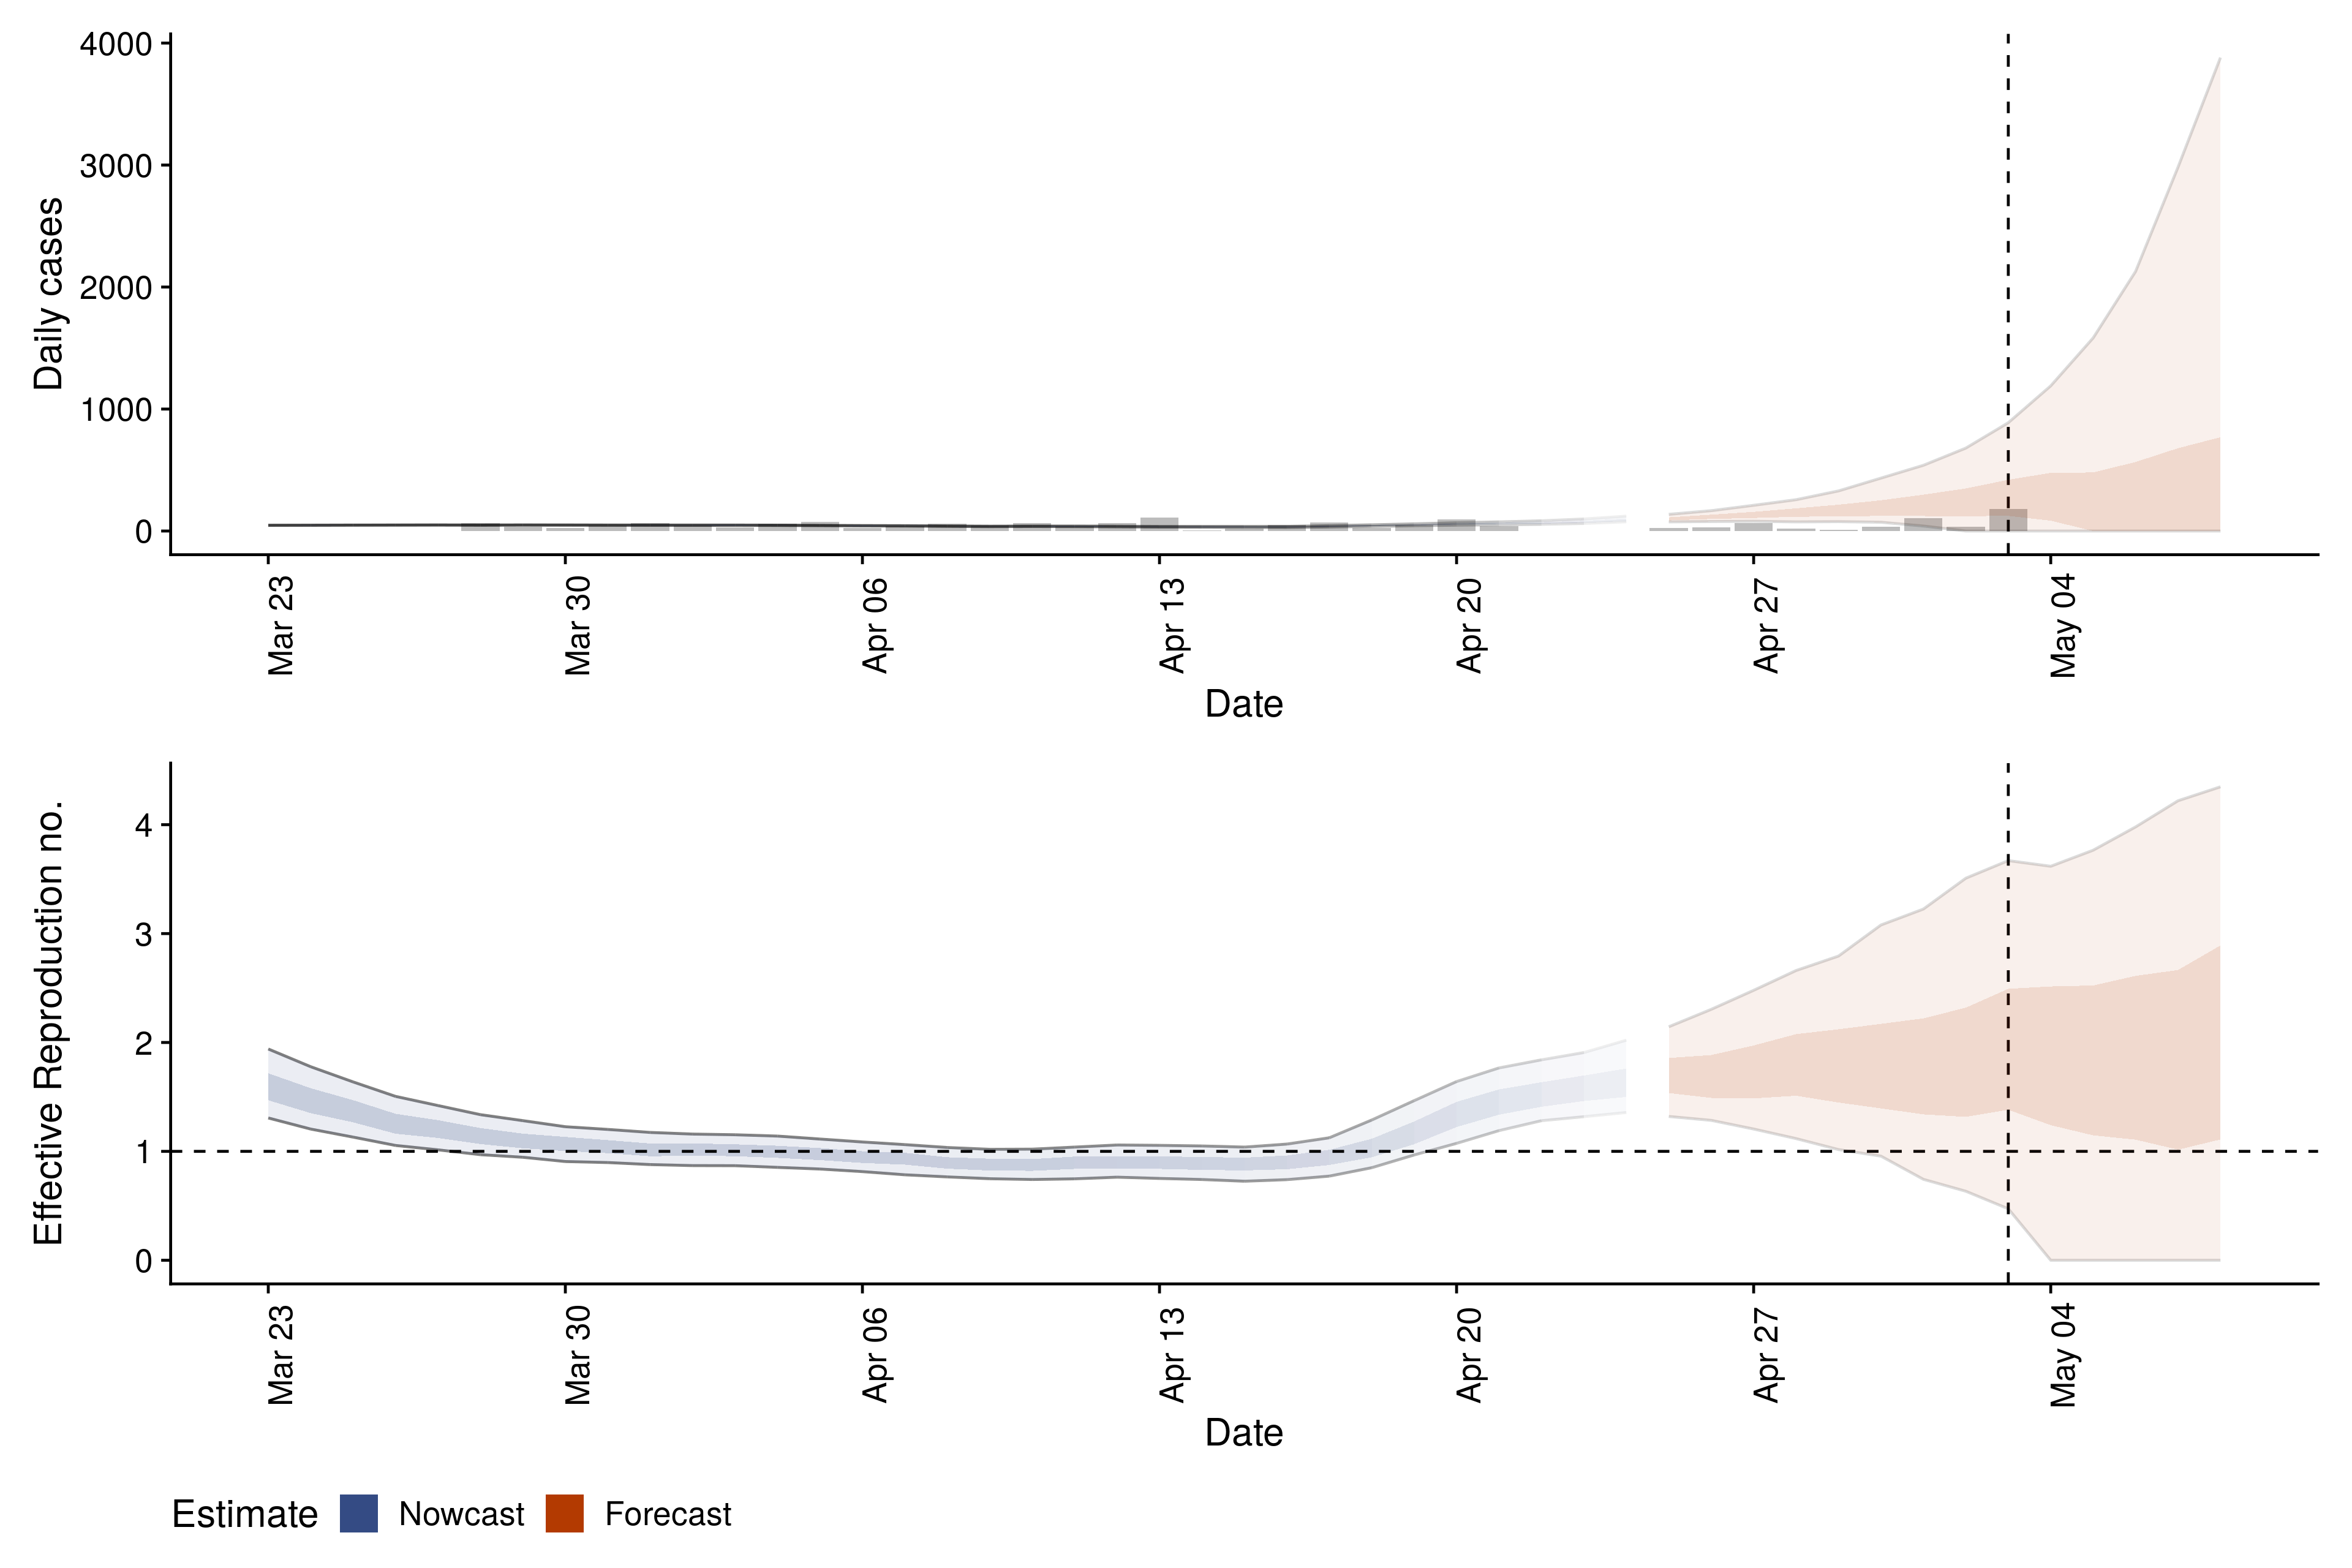 Daily cases
4000
3000
2000
1000
0
Mar 23
Mar 30
Apr 06
Apr 13
Apr 20
Apr 27
May 04
Date
Effective Reproduction no.
4
3
2
1
0
Mar 23
Mar 30
Apr 06
Apr 13
Apr 20
Apr 27
May 04
Date
Estimate Nowcast Forecast